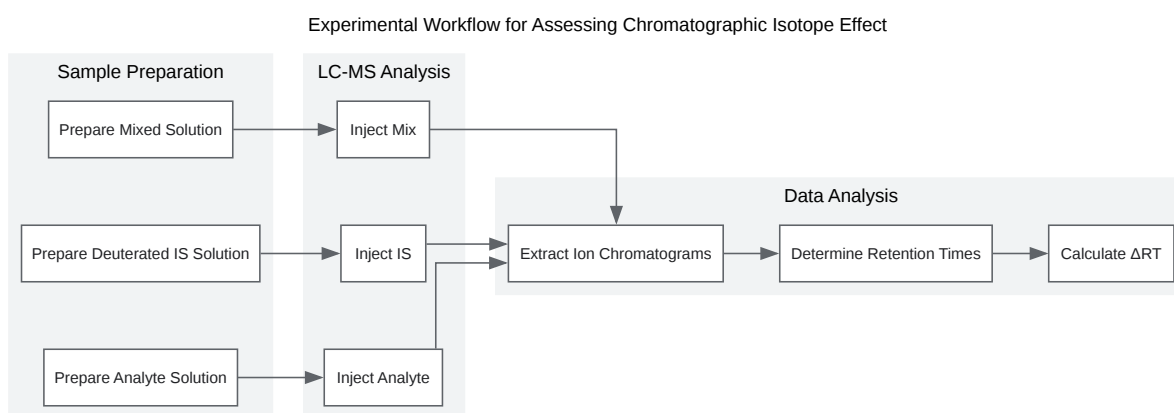 Experimental Workflow for Assessing Chromatographic Isotope Effect
Sample Preparation
LC-MS Analysis
Prepare Mixed Solution
Inject Mix
Data Analysis
Prepare Deuterated IS Solution
Inject IS
Extract Ion Chromatograms
Determine Retention Times
Calculate ΔRT
Prepare Analyte Solution
Inject Analyte